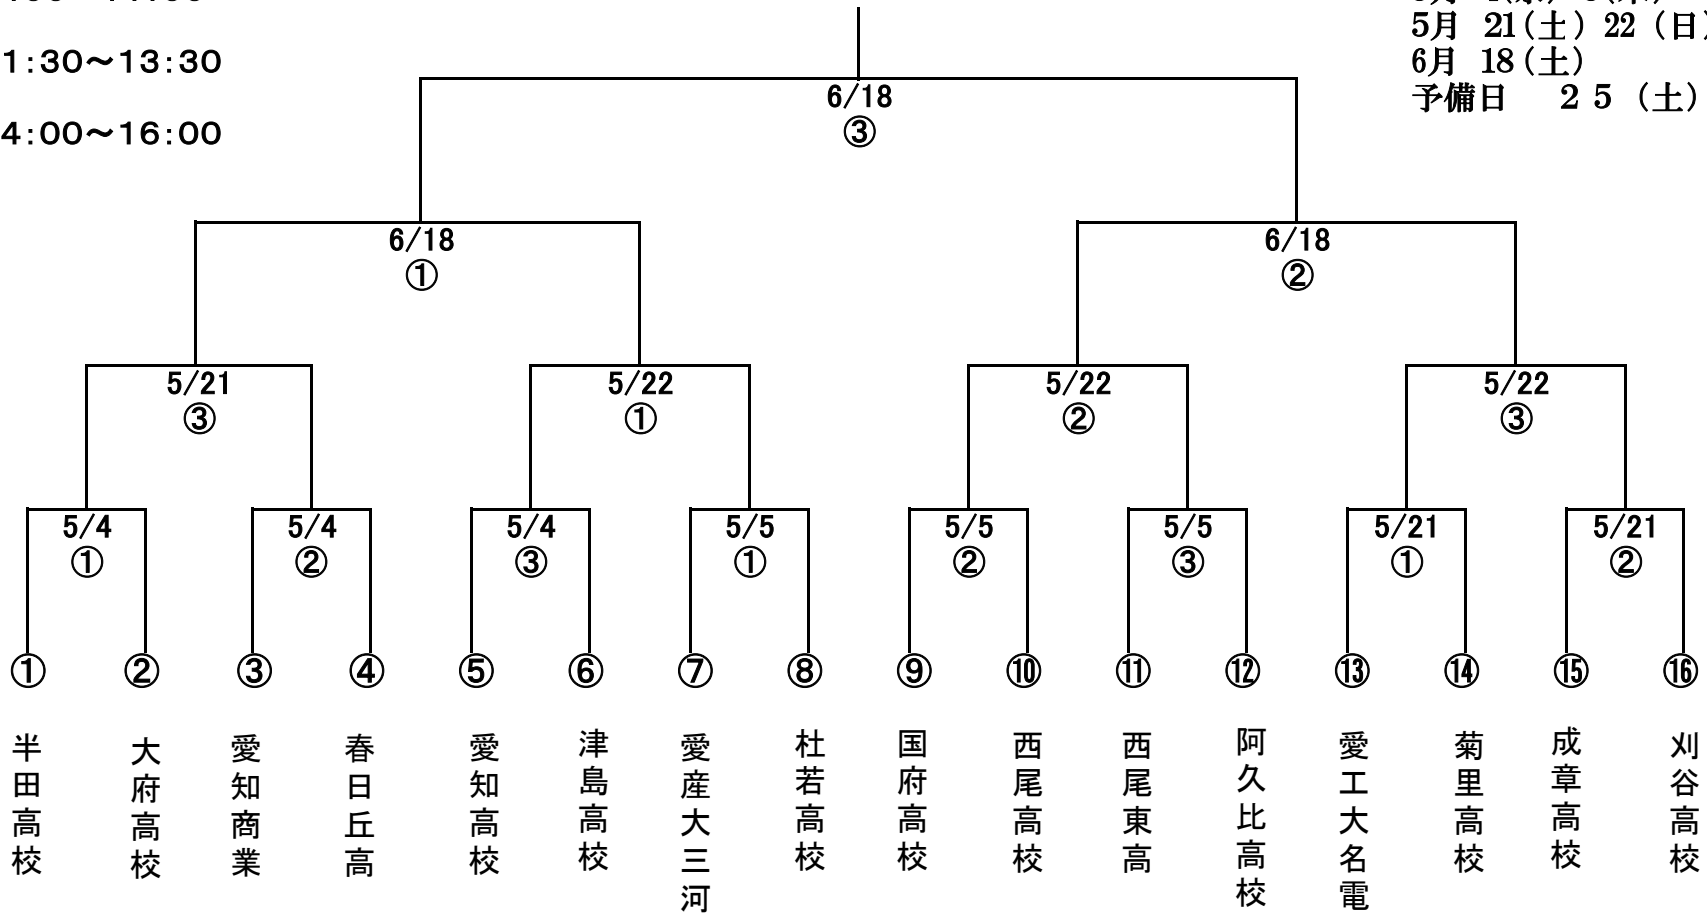 1:30～13:30
4:00～16:00
5月 21(土) 22 (日)
6月 18(土)
予備日 ２５ (土)
6/18
③
6/18
①
6/18
②
5/21
③
5/22
①
5/22
②
5/22
③
5/4
①
5/4
②
5/4
③
5/5
①
5/5
②
5/5
③
5/21
①
5/21
②
① ② ③ ④ ⑤ ⑥ ⑦ ⑧ ⑨ ⑩ ⑪ ⑫ ⑬ ⑭ ⑮ ⑯
半田高校
大府高校
愛知商業
春日丘高
愛知高校
津島高校
愛産大三河
杜若高校
国府高校
西尾高校
西尾東高
阿久比高校
愛工大名電
菊里高校
成章高校
刈谷高校